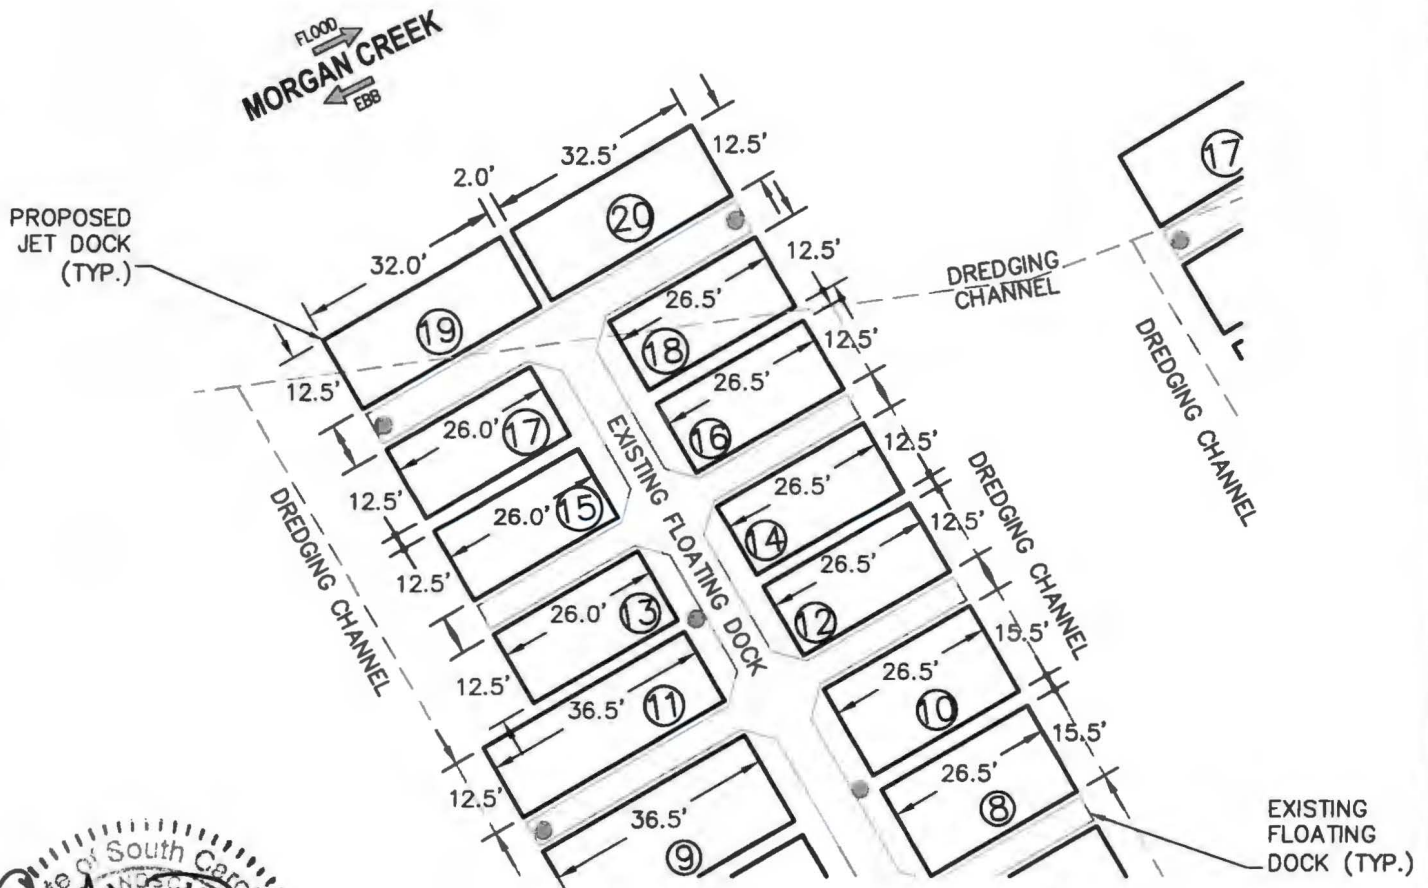 FLOOD
MORGAN CREEK
EBB
PROPOSED
JET DOCK
(TYP.)
32.5'
12.5'
2.0'
32.0'
20
19
12.5'
12.5'
17
DREDGING
CHANNEL
26.5'
18
12.5'
26.5'
16
26.0'
17
12.5'
26.0'
15
12.5'
EXISTING FLOATING DOCK
DREDGING CHANNEL
DREDGING CHANNEL
DREDGING CHANNEL
12.5'
26.5'
14
12.5'
26.5'
12
26.0'
13
12.5'
36.5'
11
12.5'
15.5'
26.5'
10
15.5'
26.5'
8
36.5'
9
EXISTING
FLOATING
DOCK (TYP.)
of South Car